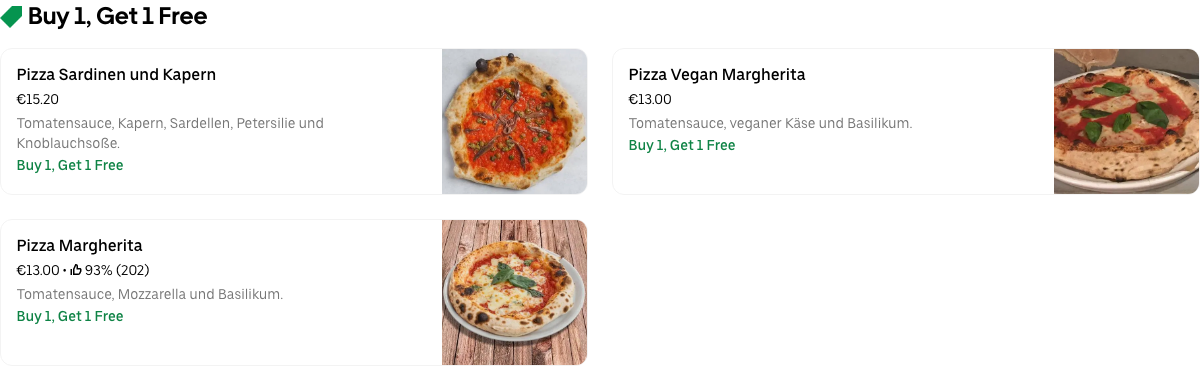 Buy 1, Get 1 Free
Pizza Sardinen und Kapern
€15.20
Tomatensauce, Kapern, Sardellen, Petersilie und
Knoblauchsoße.
Buy 1, Get 1 Free
Pizza Vegan Margherita
€13.00
Tomatensauce, veganer Käse und Basilikum.
Buy 1, Get 1 Free
Pizza Margherita
€13.00 • 93% (202)
Tomatensauce, Mozzarella und Basilikum.
Buy 1, Get 1 Free